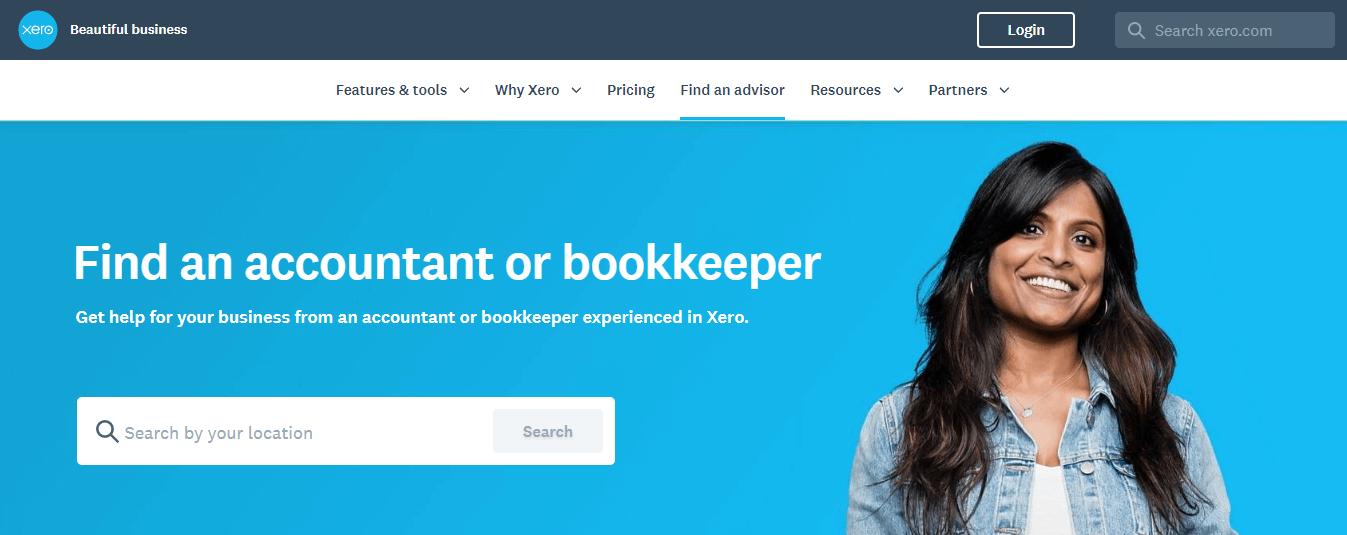 xero
Beautiful business
Login
Search xero.com
Features & tools
Why Xero
Pricing
Find an advisor
Resources
Partners
Find an accountant or bookkeeper
Get help for your business from an accountant or bookkeeper experienced in Xero.
Search by your location
Search